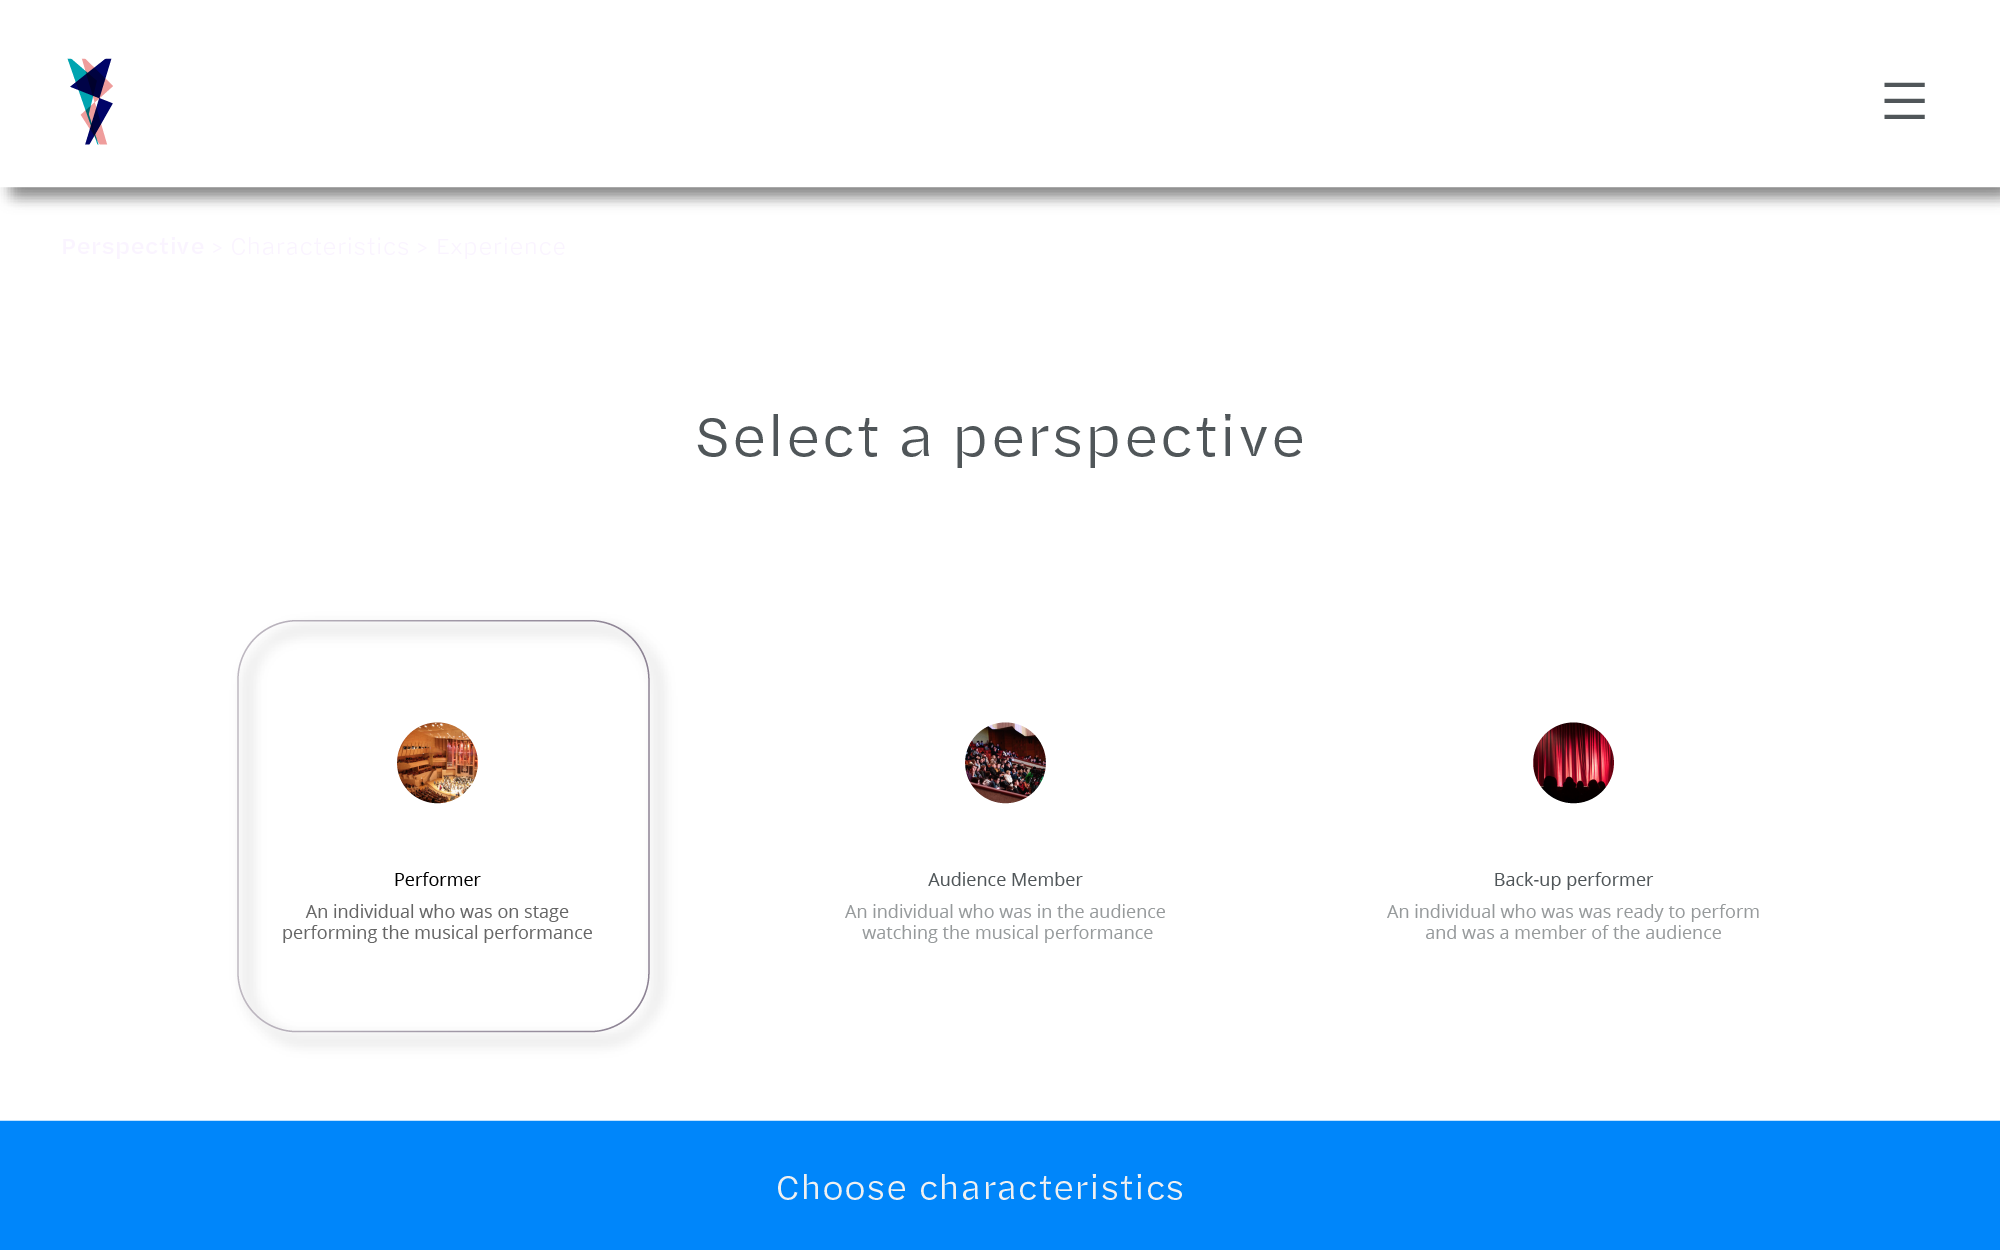 Perspective > Characteristics > Experience
Select a perspective
Performer
An individual who was on stage
performing the musical performance
Audience Member
An individual who was in the audience
watching the musical performance
Back-up performer
An individual who was was ready to perform
and was a member of the audience
Choose characteristics